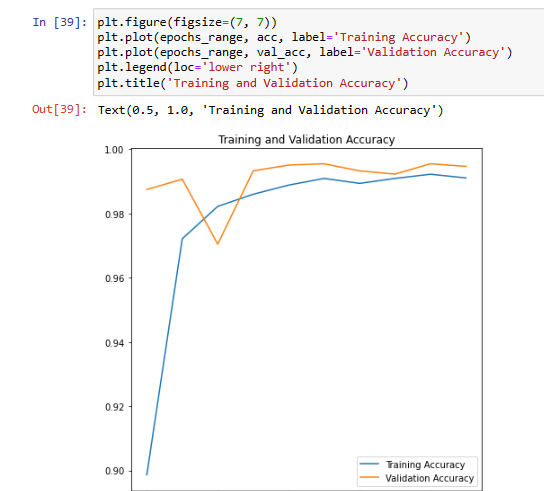 In [39]: plt.figure(figsize=(7, 7))
plt.plot(epochs_range, acc, label='Training Accuracy')
plt.plot(epochs_range, val_acc, label='Validation Accuracy')
plt.legend(loc='lower right')
plt.title('Training and Validation Accuracy')
Out[39]: Text(0.5, 1.0, 'Training and Validation Accuracy')
Training and Validation Accuracy
1.00
0.98
0.96
0.94
0.92
0.90
Training Accuracy
Validation Accuracy